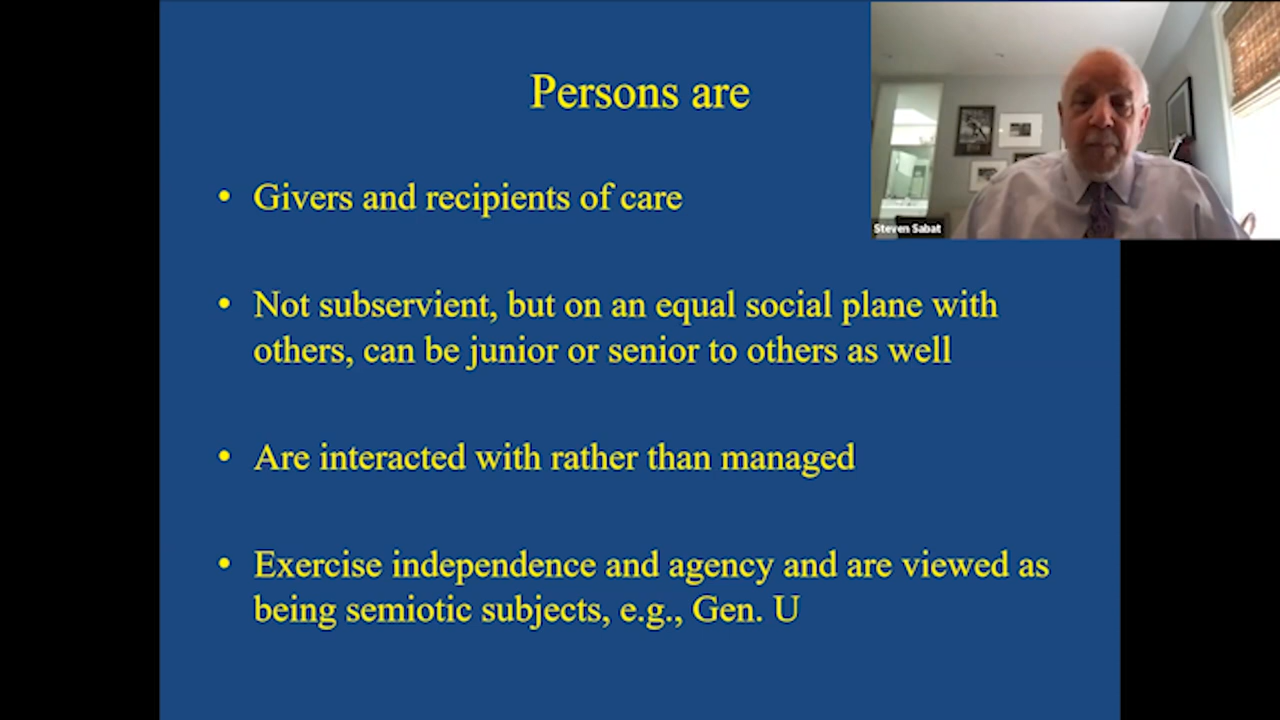 Persons are
• Givers and recipients of care
• Not subservient, but on an equal social plane with
others, can be junior or senior to others as well
• Are interacted with rather than managed
• Exercise independence and agency and are viewed as
being semiotic subjects, e.g., Gen. U
Steven Sabat